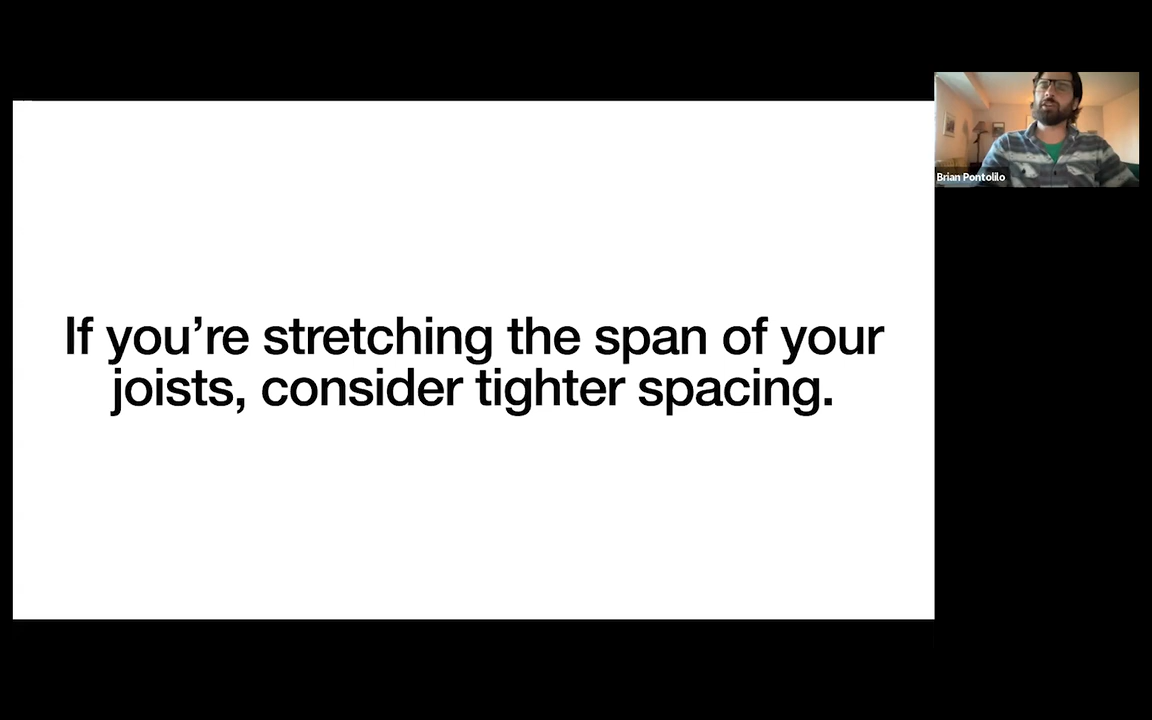 If you’re stretching the span of your
joists, consider tighter spacing.
Brian Pontolilo